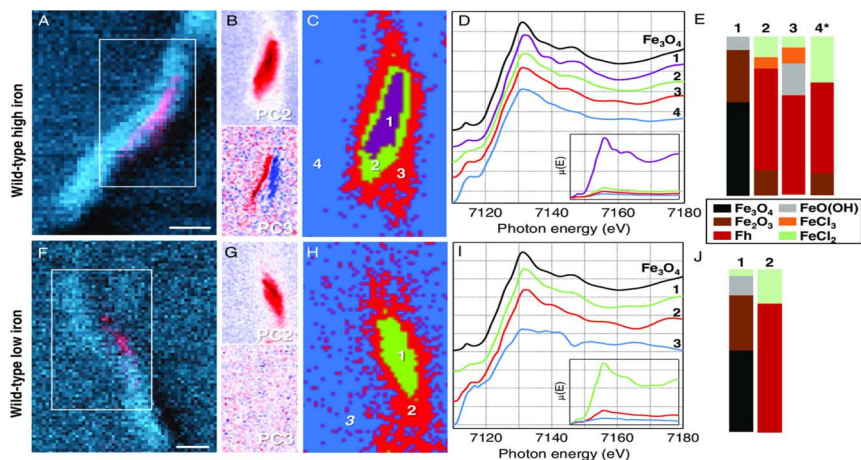 A
B
C
D
E
Wild-type high iron
PC2
PC3
1
2
3
4
Fe₃O₄
1
2
3
4
μ(E)
7120 7140 7160 7180
Photon energy (eV)
1 2 3 4*
Fe₃O₄ FeO(OH)
Fe₂O₃ FeCl₃
Fh FeCl₂
F
G
H
I
J
Wild-type low iron
PC2
PC3
1
2
3
Fe₃O₄
1
2
3
μ(E)
7120 7140 7160 7180
Photon energy (eV)
1 2